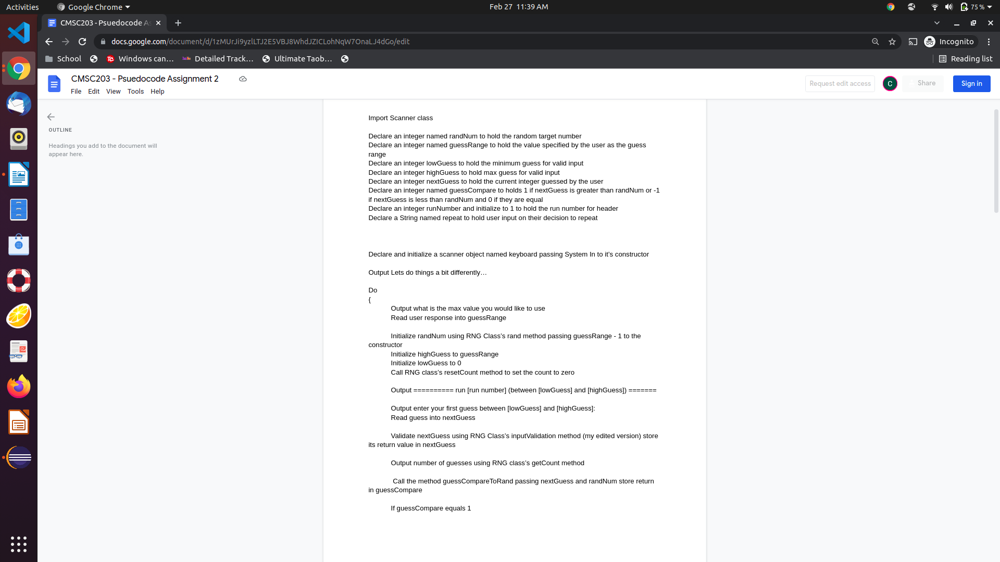 Activities
Google Chrome
Feb 27 11:39 AM
75 %
CMSC203 - Psuedocode As
docs.google.com/document/d/1zMUrJi9yzlLTJ2E5VBJ8WhdJZICLohNqW7OnaLJ4dGo/edit
Incognito
School
Windows can…
Detailed Track…
Ultimate Taob…
Reading list
CMSC203 - Psuedocode Assignment 2
File Edit View Tools Help
Request edit access
C
Share
Sign in
OUTLINE
Headings you add to the document will
appear here.
Import Scanner class
Declare an integer named randNum to hold the random target number
Declare an integer named guessRange to hold the value specified by the user as the guess
range
Declare an integer lowGuess to hold the minimum guess for valid input
Declare an integer highGuess to hold max guess for valid input
Declare an integer nextGuess to hold the current integer guessed by the user
Declare an integer named guessCompare to holds 1 if nextGuess is greater than randNum or -1
if nextGuess is less than randNum and 0 if they are equal
Declare an integer runNumber and initialize to 1 to hold the run number for header
Declare a String named repeat to hold user input on their decision to repeat
Declare and initialize a scanner object named keyboard passing System In to it’s constructor
Output Lets do things a bit differently…
Do
{
Output what is the max value you would like to use
Read user response into guessRange
Initialize randNum using RNG Class’s rand method passing guessRange - 1 to the
constructor
Initialize highGuess to guessRange
Initialize lowGuess to 0
Call RNG class’s resetCount method to set the count to zero
Output ========== run [run number] (between [lowGuess] and [highGuess]) =======
Output enter your first guess between [lowGuess] and [highGuess]:
Read guess into nextGuess
Validate nextGuess using RNG Class’s inputValidation method (my edited version) store
its return value in nextGuess
Output number of guesses using RNG class’s getCount method
Call the method guessCompareToRand passing nextGuess and randNum store return
in guessCompare
If guessCompare equals 1